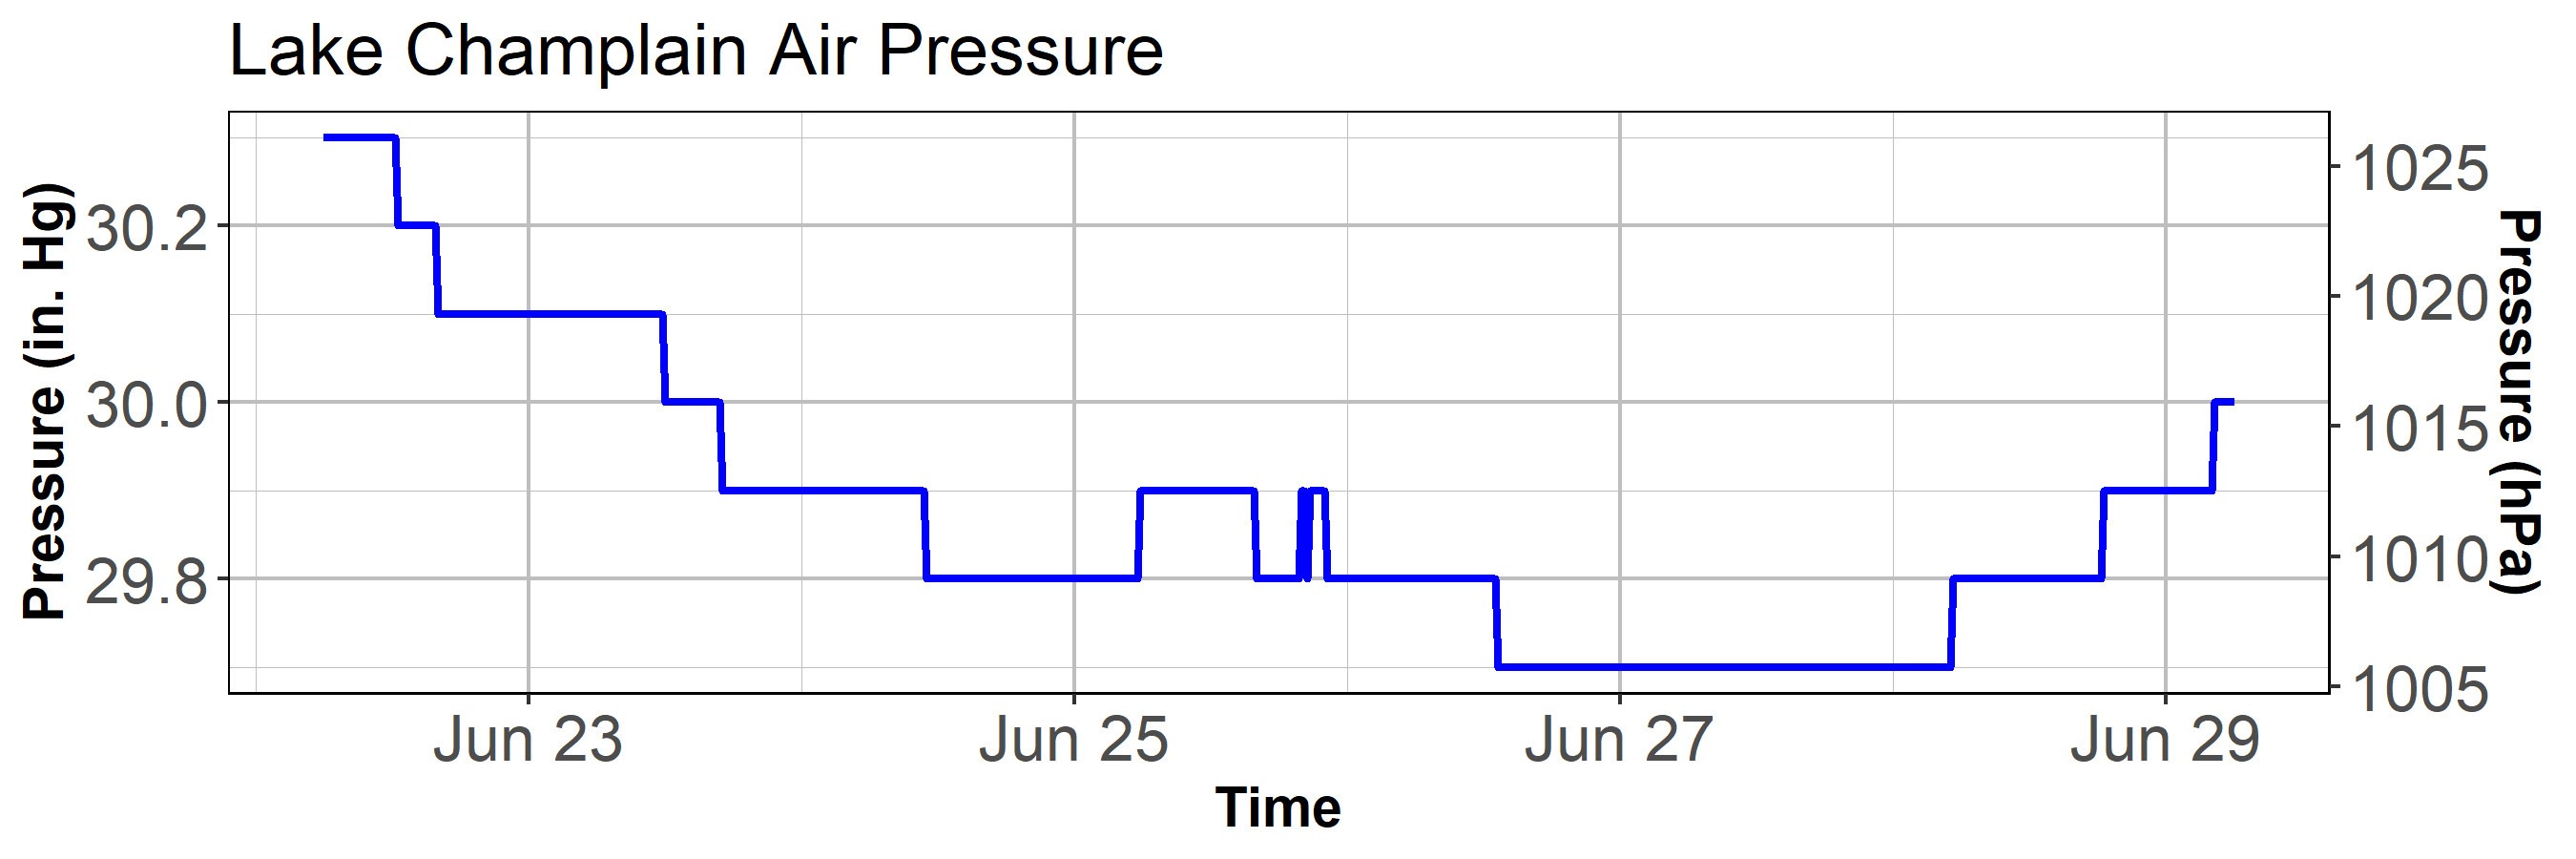 Lake Champlain Air Pressure
Pressure (in. Hg)
30.2
30.0
29.8
1025
1020
1015
1010
1005
Pressure (hPa)
Jun 23 Jun 25 Jun 27 Jun 29
Time